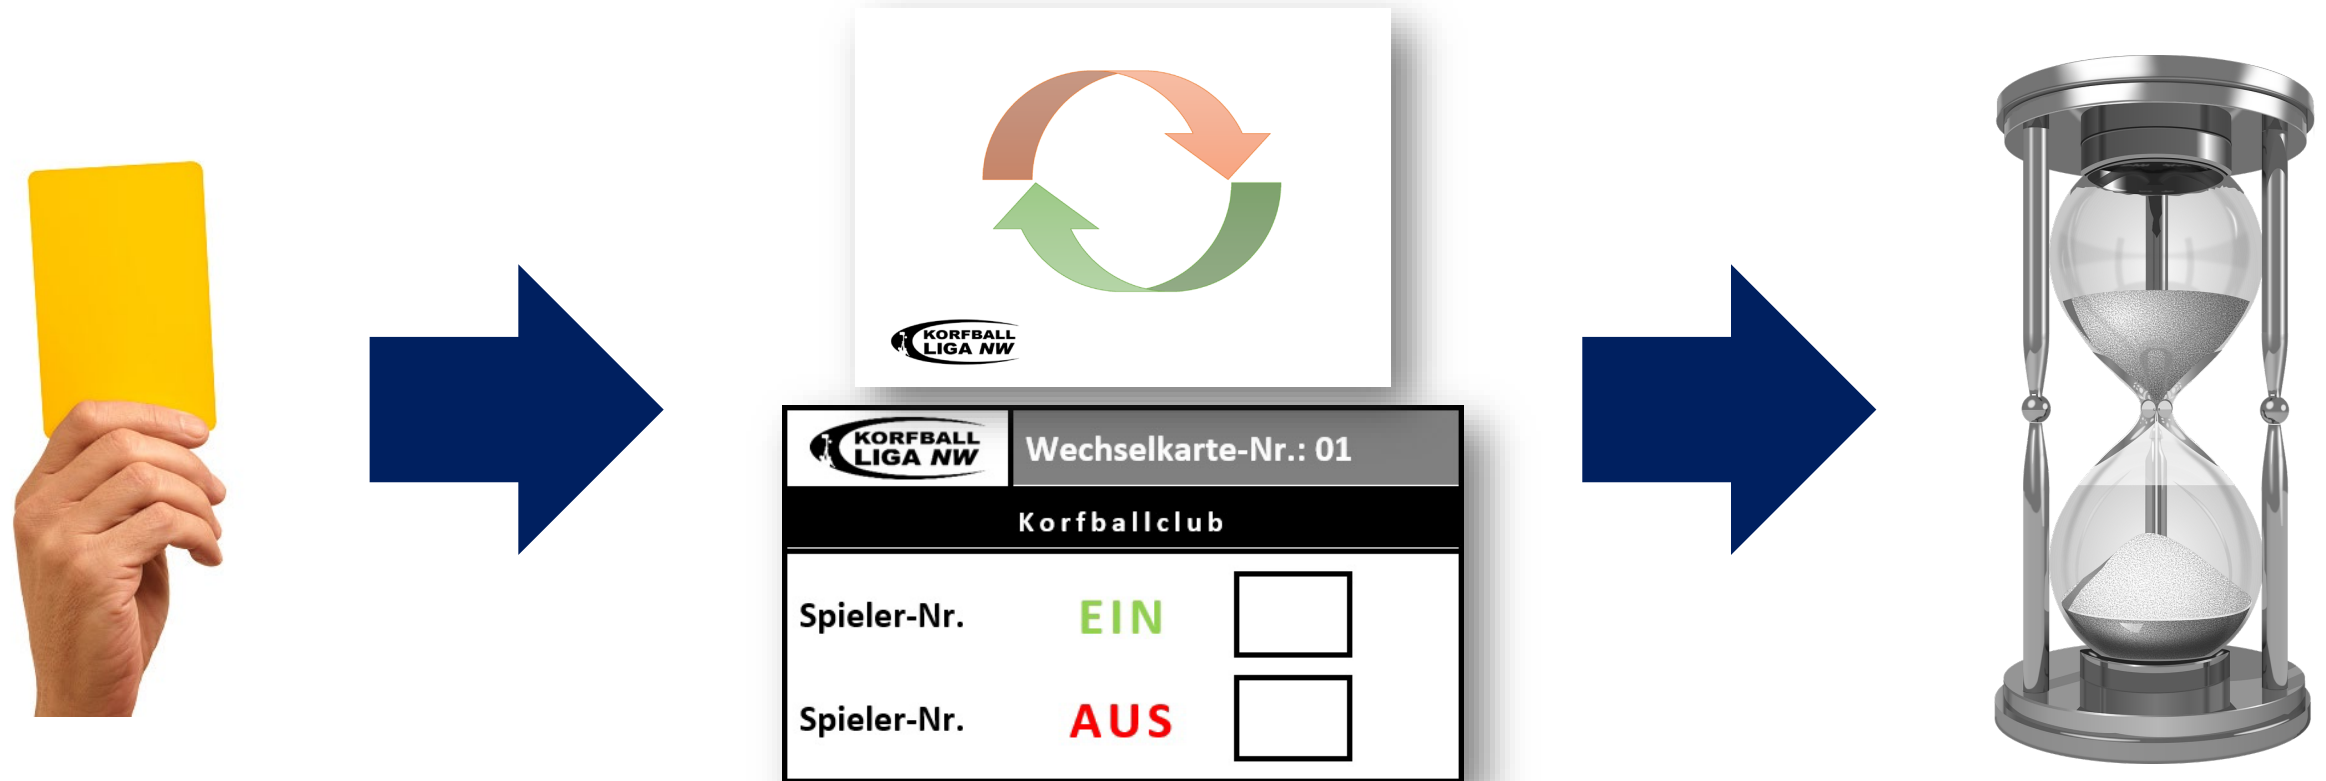 KORFBALL
LIGA NW
KORFBALL
LIGA NW
Wechselkarte-Nr.: 01
Korfballclub
Spieler-Nr. EIN
Spieler-Nr. AUS